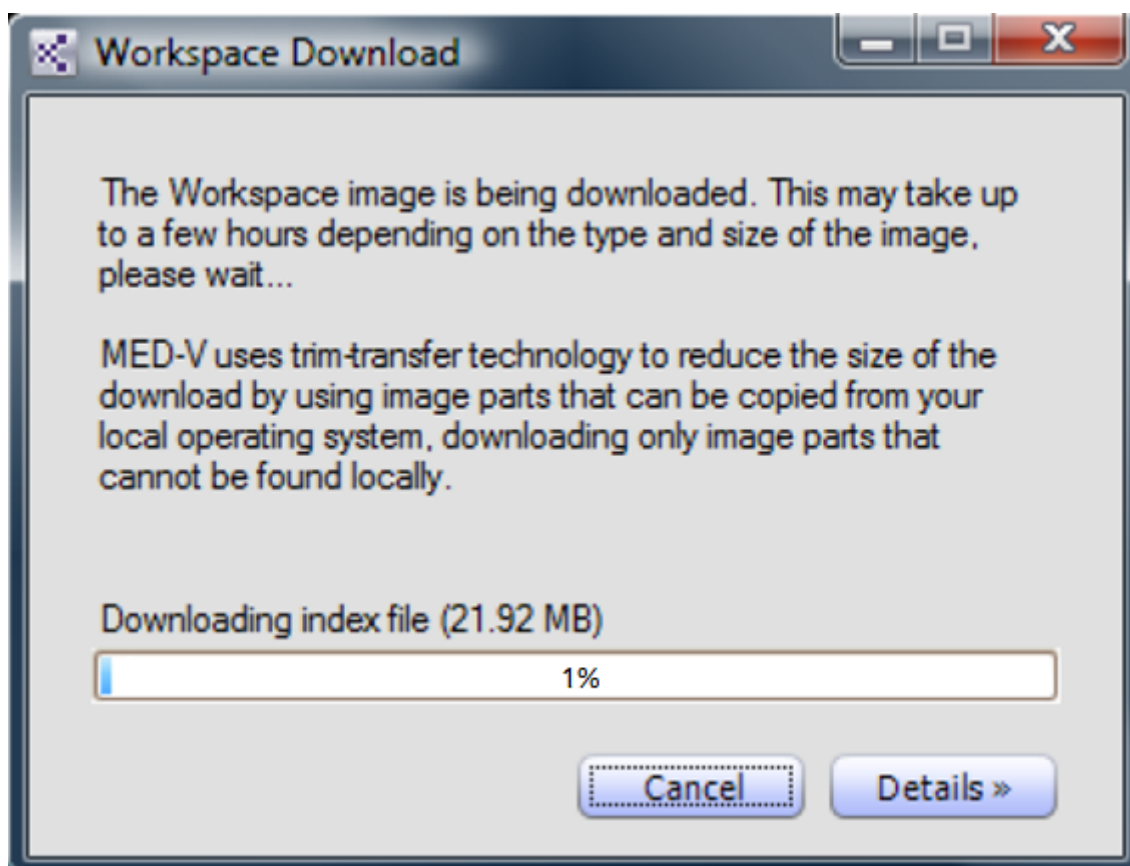 Workspace Download
The Workspace image is being downloaded. This may take up
to a few hours depending on the type and size of the image,
please wait...
MED-V uses trim-transfer technology to reduce the size of the
download by using image parts that can be copied from your
local operating system, downloading only image parts that
cannot be found locally.
Downloading index file (21.92 MB)
1%
Cancel
Details »